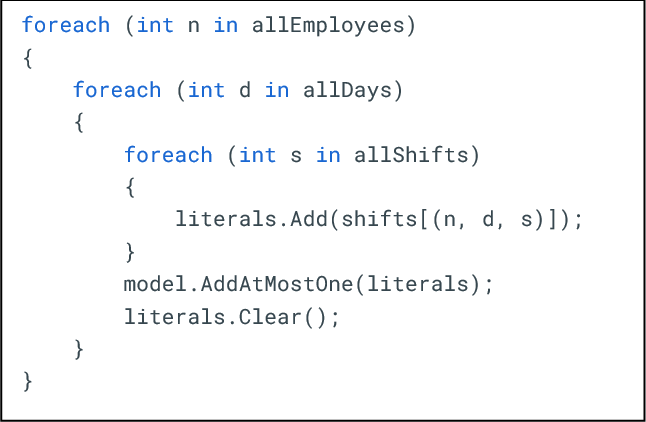 foreach (int n in allEmployees)
{
    foreach (int d in allDays)
    {
        foreach (int s in allShifts)
        {
            literals.Add(shifts[(n, d, s)]);
        }
        model.AddAtMostOne(literals);
        literals.Clear();
    }
}